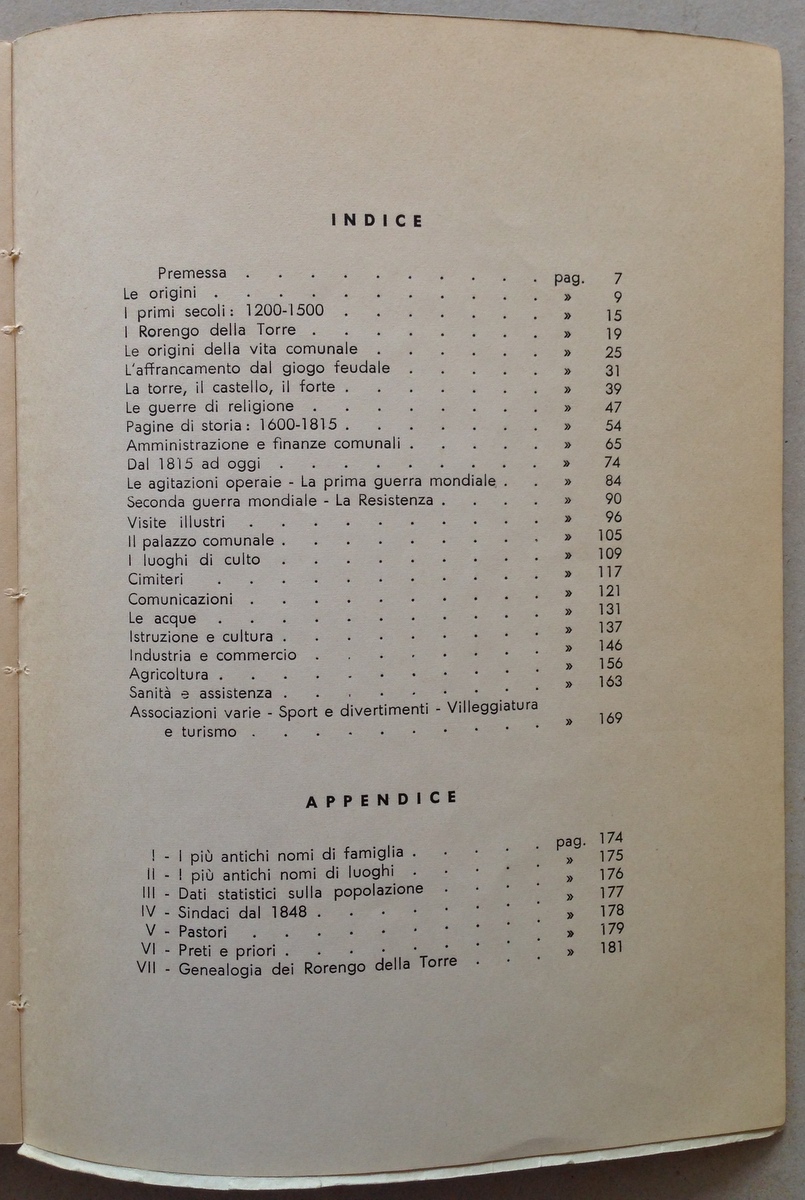 INDICE
Premessa . . . . . . . . . . pag. 7
Le origini . . . . . . . . . . . » 9
I primi secoli: 1200-1500 . . . . . . . » 15
I Rorengo della Torre . . . . . . . . » 19
Le origini della vita comunale . . . . . . » 25
L'affrancamento dal giogo feudale . . . . . » 31
La torre, il castello, il forte . . . . . . . » 39
Le guerre di religione . . . . . . . . » 47
Pagine di storia: 1600-1815 . . . . . . . » 54
Amministrazione e finanze comunali . . . . . » 65
Dal 1815 ad oggi . . . . . . . . . » 74
Le agitazioni operaie - La prima guerra mondiale . . » 84
Seconda guerra mondiale - La Resistenza . . . . » 90
Visite illustri . . . . . . . . . . » 96
Il palazzo comunale . . . . . . . . . » 105
I luoghi di culto . . . . . . . . . » 109
Cimiteri . . . . . . . . . . . » 117
Comunicazioni . . . . . . . . . . » 121
Le acque . . . . . . . . . . . » 131
Istruzione e cultura . . . . . . . . . » 137
Industria e commercio . . . . . . . . » 146
Agricoltura . . . . . . . . . . . » 156
Sanità e assistenza . . . . . . . . . » 163
Associazioni varie - Sport e divertimenti - Villeggiatura
e turismo . . . . . . . . . . » 169
APPENDICE
I - I più antichi nomi di famiglia . . . . . pag. 174
II - I più antichi nomi di luoghi . . . . . » 175
III - Dati statistici sulla popolazione . . . . » 176
IV - Sindaci dal 1848 . . . . . . . . » 177
V - Pastori . . . . . . . . . . » 178
VI - Preti e priori . . . . . . . . . » 179
VII - Genealogia dei Rorengo della Torre . . . » 181